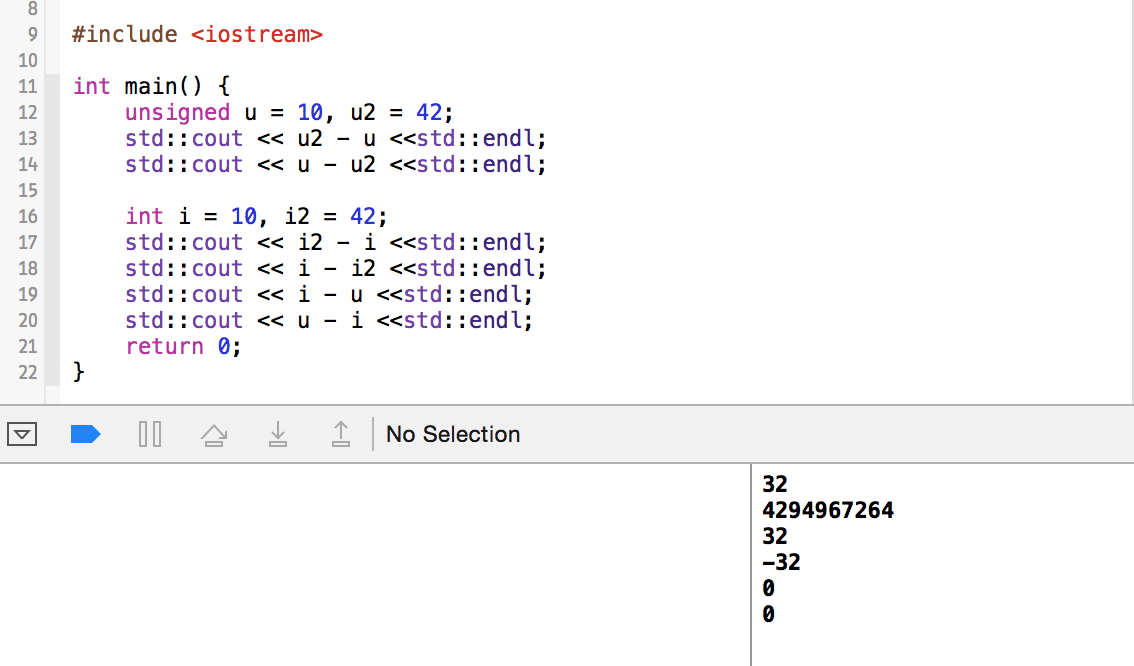 8
9 #include <iostream>
10
11 int main() {
12 unsigned u = 10, u2 = 42;
13 std::cout << u2 - u <<std::endl;
14 std::cout << u - u2 <<std::endl;
15
16 int i = 10, i2 = 42;
17 std::cout << i2 - i <<std::endl;
18 std::cout << i - i2 <<std::endl;
19 std::cout << i - u <<std::endl;
20 std::cout << u - i <<std::endl;
21 return 0;
22 }
No Selection
32
4294967264
32
-32
0
0